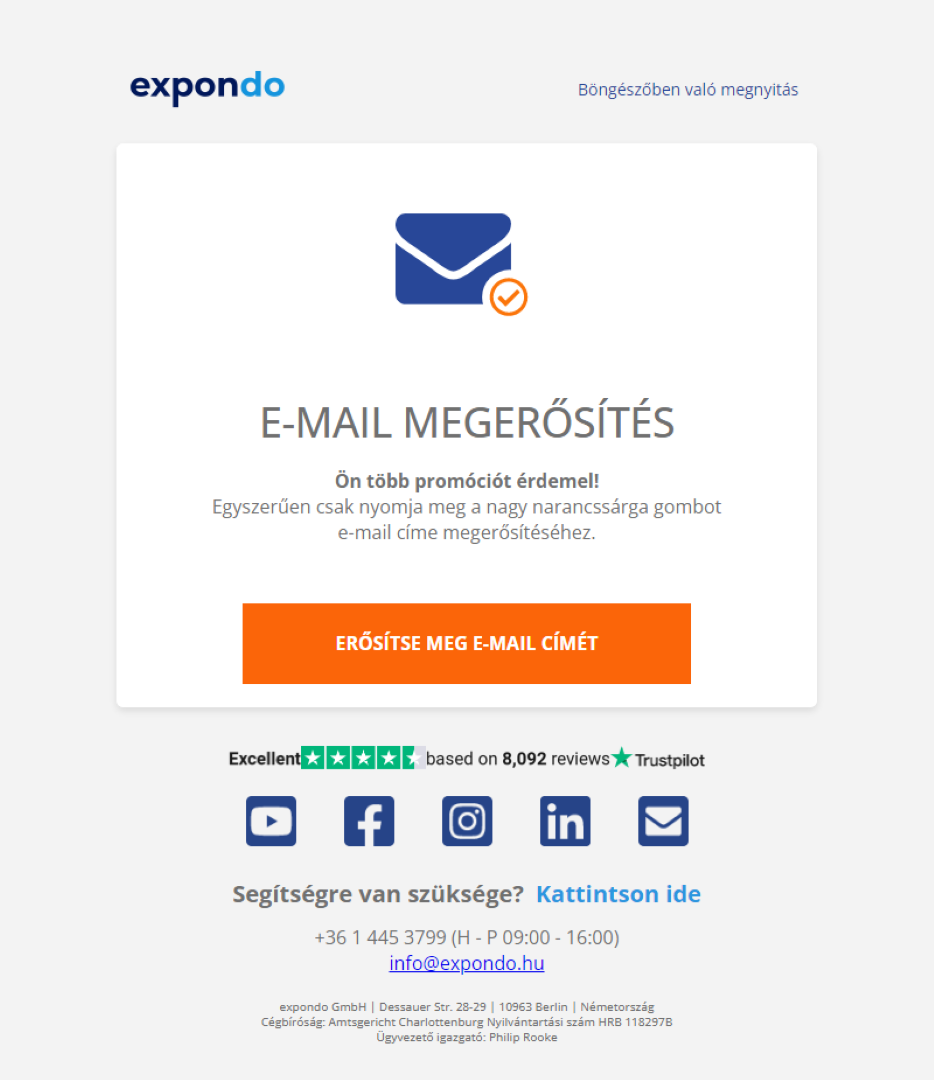 expondo
Böngészőben való megnyitás
E-MAIL MEGERŐSÍTÉS
Ön több promóciót érdemel!
Egyszerűen csak nyomja meg a nagy narancssárga gombot
e-mail címe megerősítéséhez.
ERŐSÍTSE MEG E-MAIL CÍMÉT
Excellent based on 8,092 reviews Trustpilot
in
Segítségre van szüksége? Kattintson ide
+36 1 445 3799 (H - P 09:00 - 16:00)
info@expondo.hu
expondo GmbH | Dessauer Str. 28-29 | 10963 Berlin | Németország
Cégbíróság: Amtsgericht Charlottenburg Nyilvántartási szám HRB 118297B
Ügyvezető igazgató: Philip Rooke